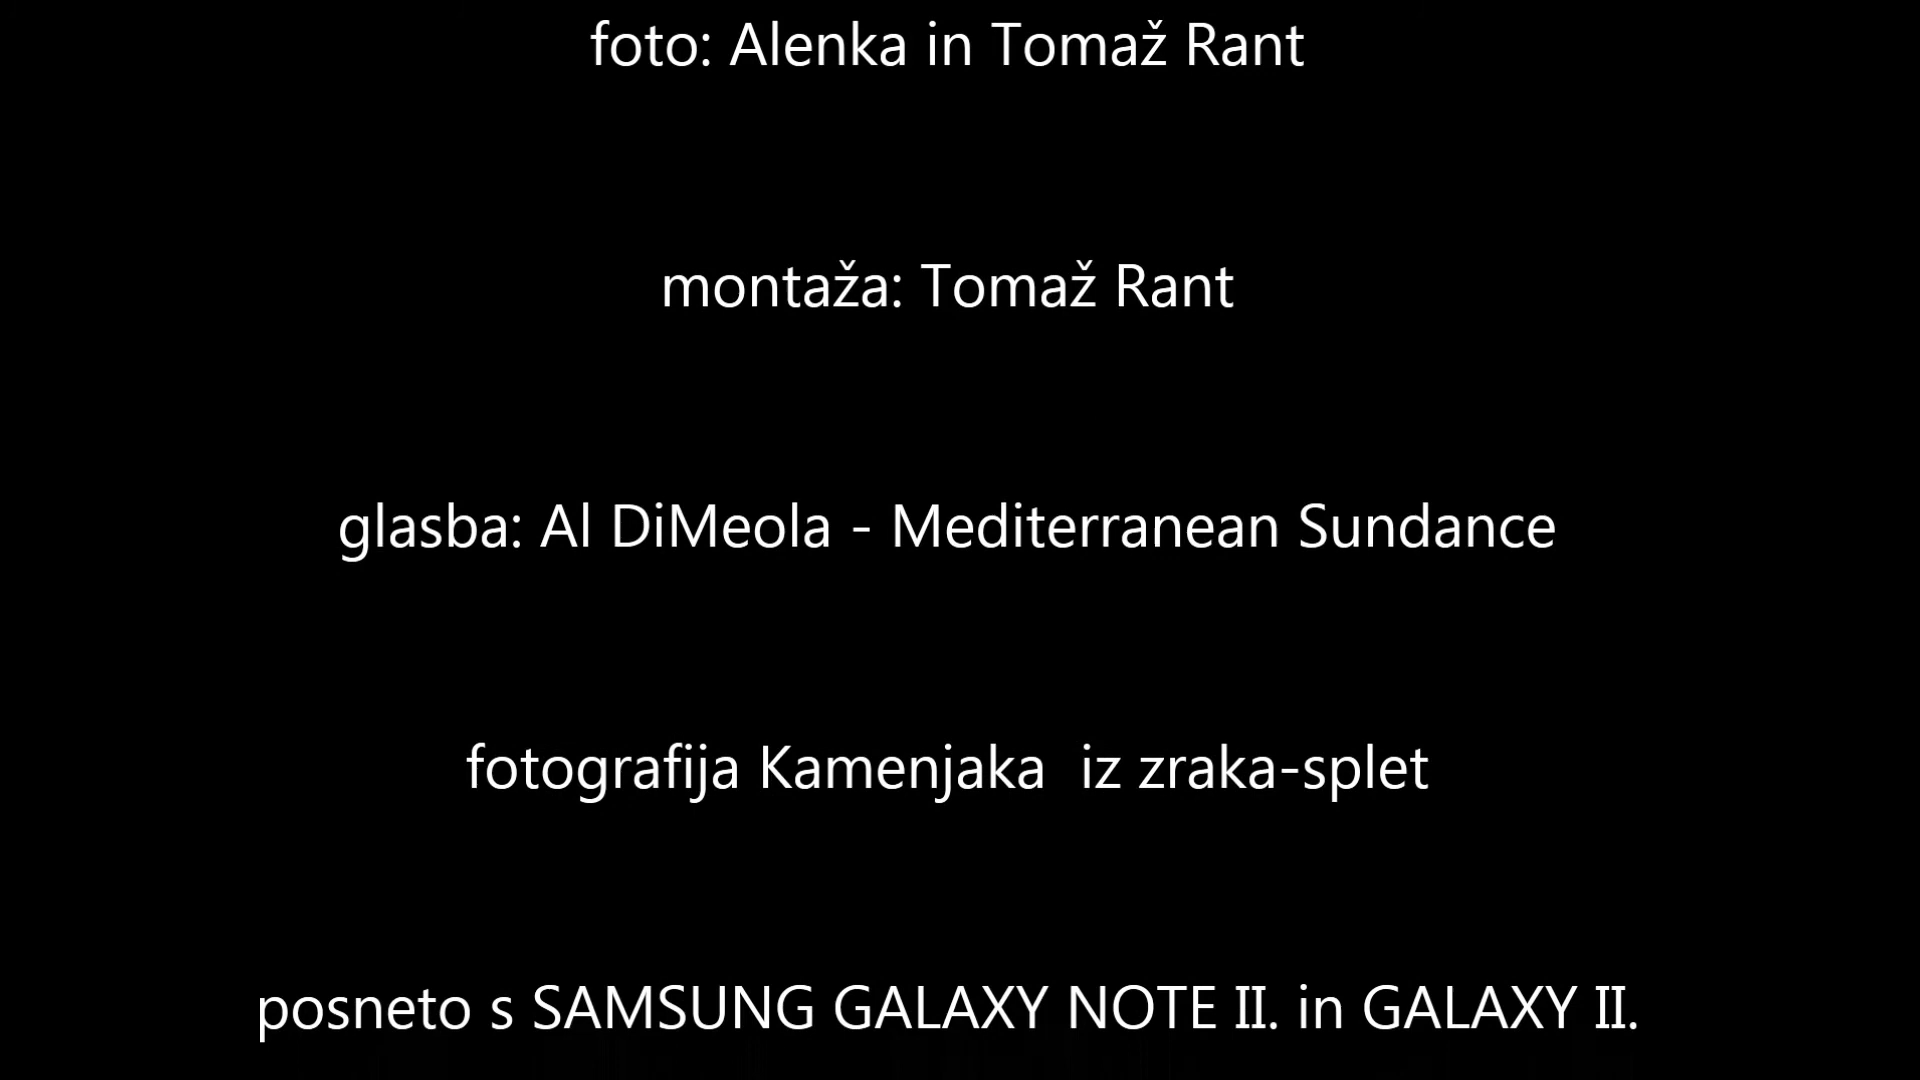 foto: Alenka in Tomaž Rant
montaža: Tomaž Rant
glasba: Al DiMeola - Mediterranean Sundance
fotografija Kamenjaka  iz zraka-splet
posneto s SAMSUNG GALAXY NOTE II. in GALAXY II.